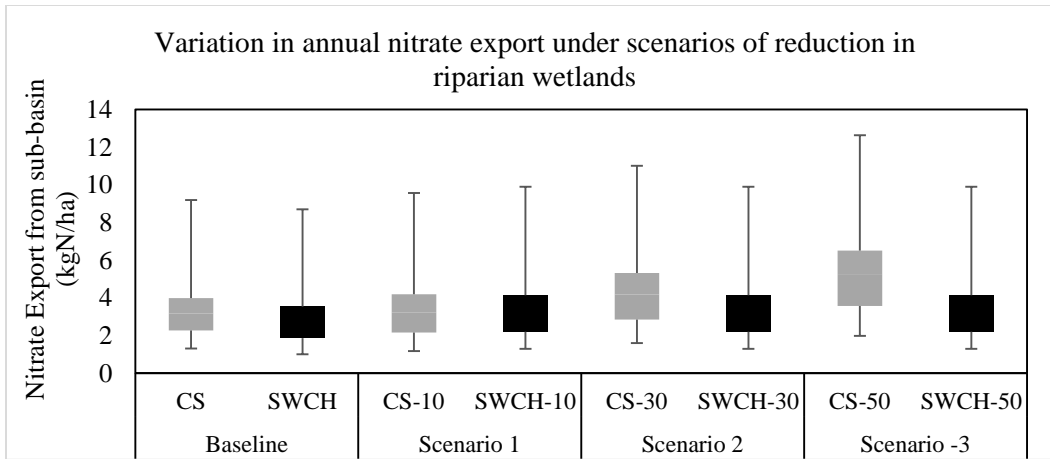 Variation in annual nitrate export under scenarios of reduction in
riparian wetlands
Nitrate Export from sub-basin
(kgN/ha)
14
12
10
8
6
4
2
0
CS SWCH CS-10 SWCH-10 CS-30 SWCH-30 CS-50 SWCH-50
Baseline Scenario 1 Scenario 2 Scenario -3